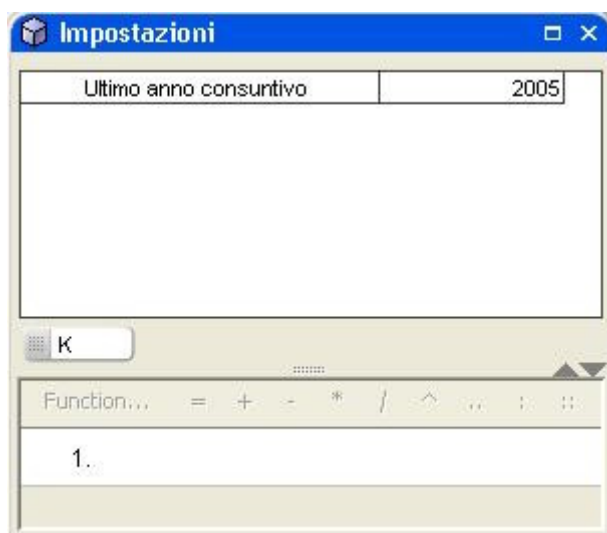 Impostazioni
Ultimo anno consuntivo 2005
K
Function... = + - * / ^ .. : ::
1.